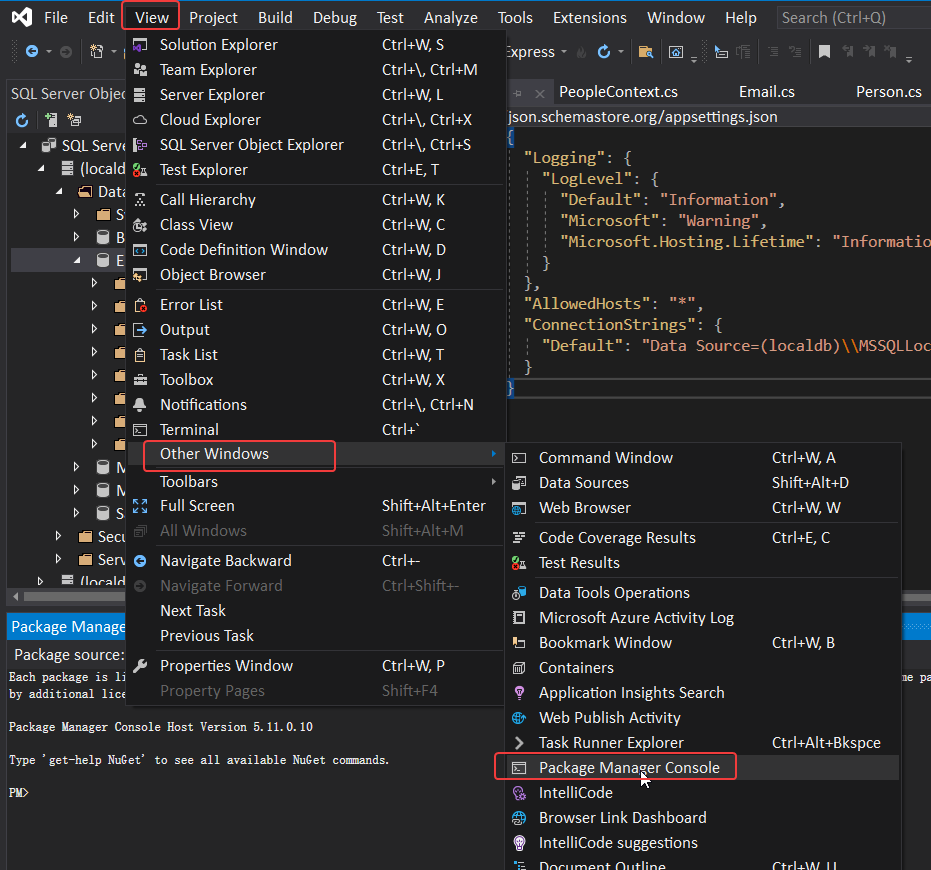 File Edit View Project Build Debug Test Analyze Tools Extensions Window Help Search (Ctrl+Q)
Express
SQL Server Objec
PeopleContext.cs Email.cs Person.cs
json.schemastore.org/appsettings.json
SQL Serve
(locald
Data
S
B
E
M
M
S
Secu
Serv
(locald
Solution Explorer Ctrl+W, S
Team Explorer Ctrl+\, Ctrl+M
Server Explorer Ctrl+W, L
Cloud Explorer Ctrl+\, Ctrl+X
SQL Server Object Explorer Ctrl+\, Ctrl+S
Test Explorer Ctrl+E, T
Call Hierarchy Ctrl+W, K
Class View Ctrl+W, C
Code Definition Window Ctrl+W, D
Object Browser Ctrl+W, J
Error List Ctrl+W, E
Output Ctrl+W, O
Task List Ctrl+W, T
Toolbox Ctrl+W, X
Notifications Ctrl+\, Ctrl+N
Terminal Ctrl+`
Other Windows
Toolbars
Full Screen Shift+Alt+Enter
All Windows Shift+Alt+M
Navigate Backward Ctrl+-
Navigate Forward Ctrl+Shift+-
Next Task
Previous Task
Properties Window Ctrl+W, P
Property Pages Shift+F4
{
"Logging": {
"LogLevel": {
"Default": "Information",
"Microsoft": "Warning",
"Microsoft.Hosting.Lifetime": "Informatio
}
},
"AllowedHosts": "*",
"ConnectionStrings": {
"Default": "Data Source=(localdb)\\MSSQLLoc
}
}
Command Window Ctrl+W, A
Data Sources Shift+Alt+D
Web Browser Ctrl+W, W
Code Coverage Results Ctrl+E, C
Test Results
Data Tools Operations
Microsoft Azure Activity Log
Bookmark Window Ctrl+W, B
Containers
Application Insights Search
Web Publish Activity
Task Runner Explorer Ctrl+Alt+Bkspce
Package Manager Console
IntelliCode
Browser Link Dashboard
IntelliCode suggestions
Document Outline Ctrl+W, U
Package Manage
Package source:
Each package is li
me pa
by additional lice
Package Manager Console Host Version 5.11.0.10
Type 'get-help NuGet' to see all available NuGet commands.
PM>